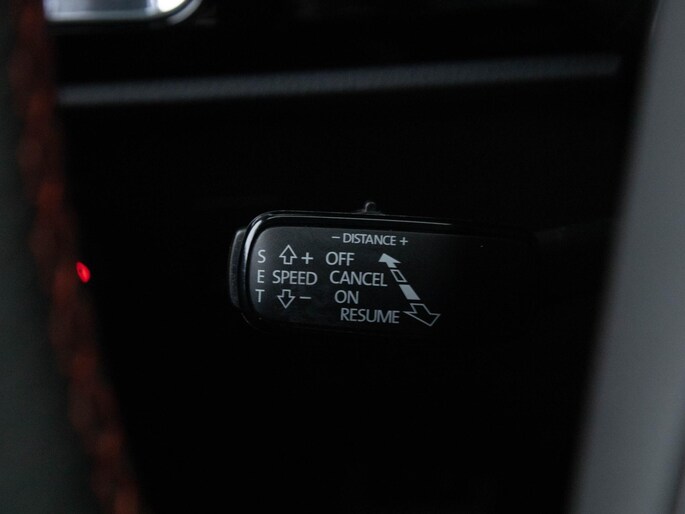 - DISTANCE +
S + OFF
E SPEED CANCEL
T - ON
RESUME